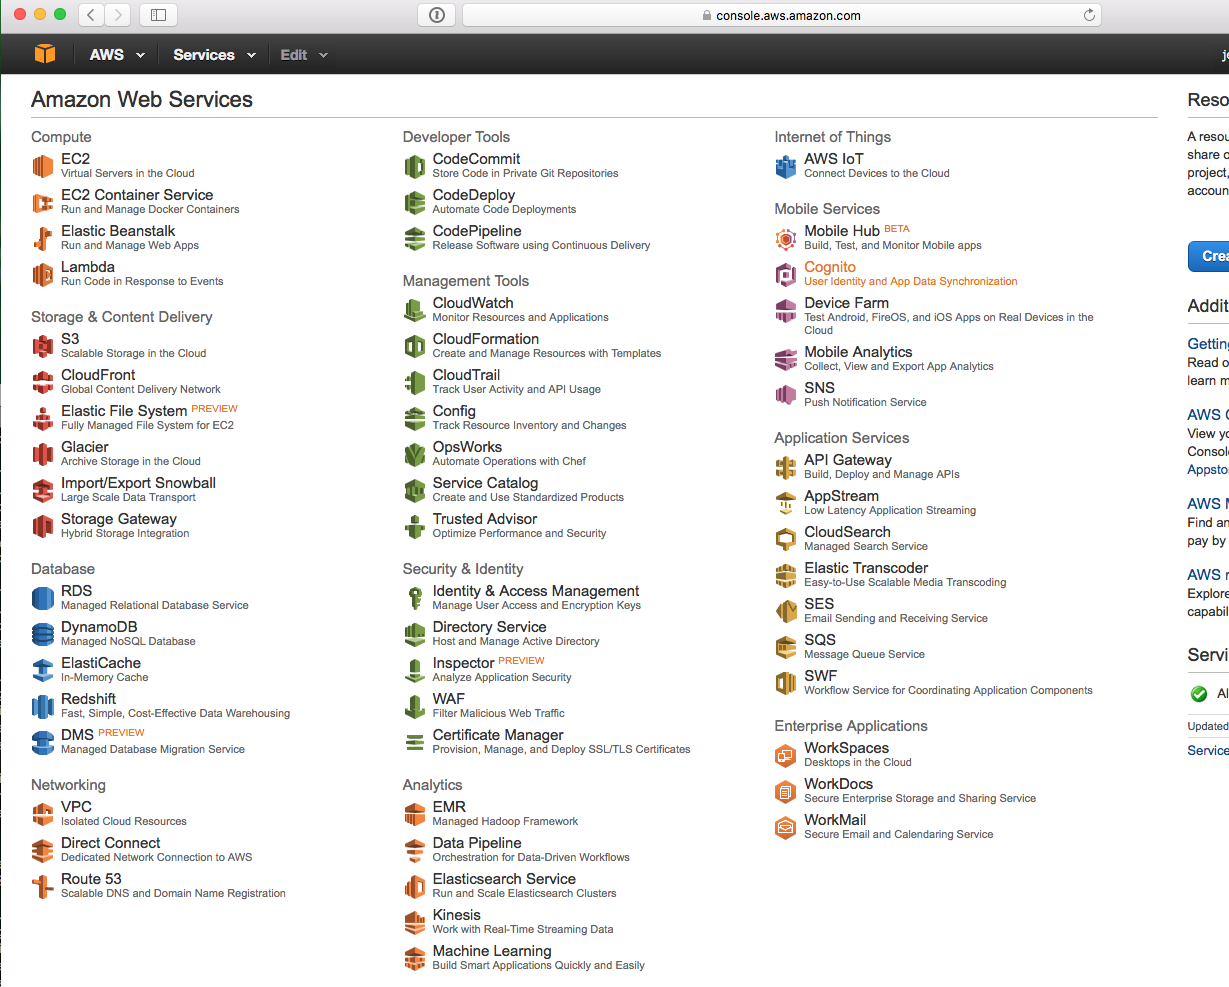 console.aws.amazon.com
AWS
Services
Edit
Amazon Web Services
Compute
EC2
Virtual Servers in the Cloud
EC2 Container Service
Run and Manage Docker Containers
Elastic Beanstalk
Run and Manage Web Apps
Lambda
Run Code in Response to Events
Storage & Content Delivery
S3
Scalable Storage in the Cloud
CloudFront
Global Content Delivery Network
Elastic File System PREVIEW
Fully Managed File System for EC2
Glacier
Archive Storage in the Cloud
Import/Export Snowball
Large Scale Data Transport
Storage Gateway
Hybrid Storage Integration
Database
RDS
Managed Relational Database Service
DynamoDB
Managed NoSQL Database
ElastiCache
In-Memory Cache
Redshift
Fast, Simple, Cost-Effective Data Warehousing
DMS PREVIEW
Managed Database Migration Service
Networking
VPC
Isolated Cloud Resources
Direct Connect
Dedicated Network Connection to AWS
Route 53
Scalable DNS and Domain Name Registration
Developer Tools
CodeCommit
Store Code in Private Git Repositories
CodeDeploy
Automate Code Deployments
CodePipeline
Release Software using Continuous Delivery
Management Tools
CloudWatch
Monitor Resources and Applications
CloudFormation
Create and Manage Resources with Templates
CloudTrail
Track User Activity and API Usage
Config
Track Resource Inventory and Changes
OpsWorks
Automate Operations with Chef
Service Catalog
Create and Use Standardized Products
Trusted Advisor
Optimize Performance and Security
Security & Identity
Identity & Access Management
Manage User Access and Encryption Keys
Directory Service
Host and Manage Active Directory
Inspector PREVIEW
Analyze Application Security
WAF
Filter Malicious Web Traffic
Certificate Manager
Provision, Manage, and Deploy SSL/TLS Certificates
Analytics
EMR
Managed Hadoop Framework
Data Pipeline
Orchestration for Data-Driven Workflows
Elasticsearch Service
Run and Scale Elasticsearch Clusters
Kinesis
Work with Real-Time Streaming Data
Machine Learning
Build Smart Applications Quickly and Easily
Internet of Things
AWS IoT
Connect Devices to the Cloud
Mobile Services
Mobile Hub BETA
Build, Test, and Monitor Mobile apps
Cognito
User Identity and App Data Synchronization
Device Farm
Test Android, FireOS, and iOS Apps on Real Devices in the
Cloud
Mobile Analytics
Collect, View and Export App Analytics
SNS
Push Notification Service
Application Services
API Gateway
Build, Deploy and Manage APIs
AppStream
Low Latency Application Streaming
CloudSearch
Managed Search Service
Elastic Transcoder
Easy-to-Use Scalable Media Transcoding
SES
Email Sending and Receiving Service
SQS
Message Queue Service
SWF
Workflow Service for Coordinating Application Components
Enterprise Applications
WorkSpaces
Desktops in the Cloud
WorkDocs
Secure Enterprise Storage and Sharing Service
WorkMail
Secure Email and Calendaring Service
Reso
A resou
share o
project,
accoun
Crea
Addit
Getting
Read o
learn m
AWS
View yo
Consol
Appsto
AWS
Find an
pay by
AWS r
Explore
capabil
Servi
Al
Updated
Service